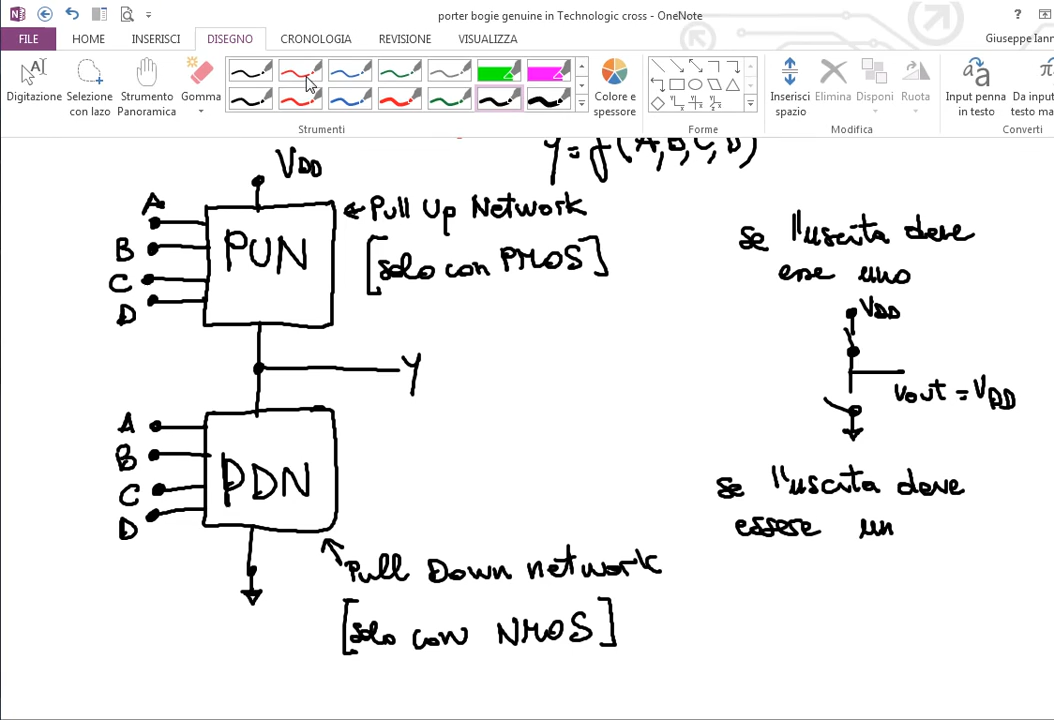 porter bogie genuine in Technologic cross - OneNote
?
FILE
HOME
INSERISCI
DISEGNO
CRONOLOGIA
REVISIONE
VISUALIZZA
Giuseppe Iann
Digitazione
Selezione
con lazo
Strumento
Panoramica
Gomma
Colore e
spessore
Inserisci
spazio
Elimina
Disponi
Ruota
Input penna
in testo
Da input
testo ma
Strumenti
Forme
Modifica
Converti
Y = f(A,B,C,D)
VDD
A
B
C
D
PUN
← Pull Up Network
[solo con PMOS]
Y
A
B
C
D
PDN
Pull Down network
[solo con NMOS]
se l'uscita deve
esse uno
VDD
Vout = VDD
se l'uscita deve
essere un